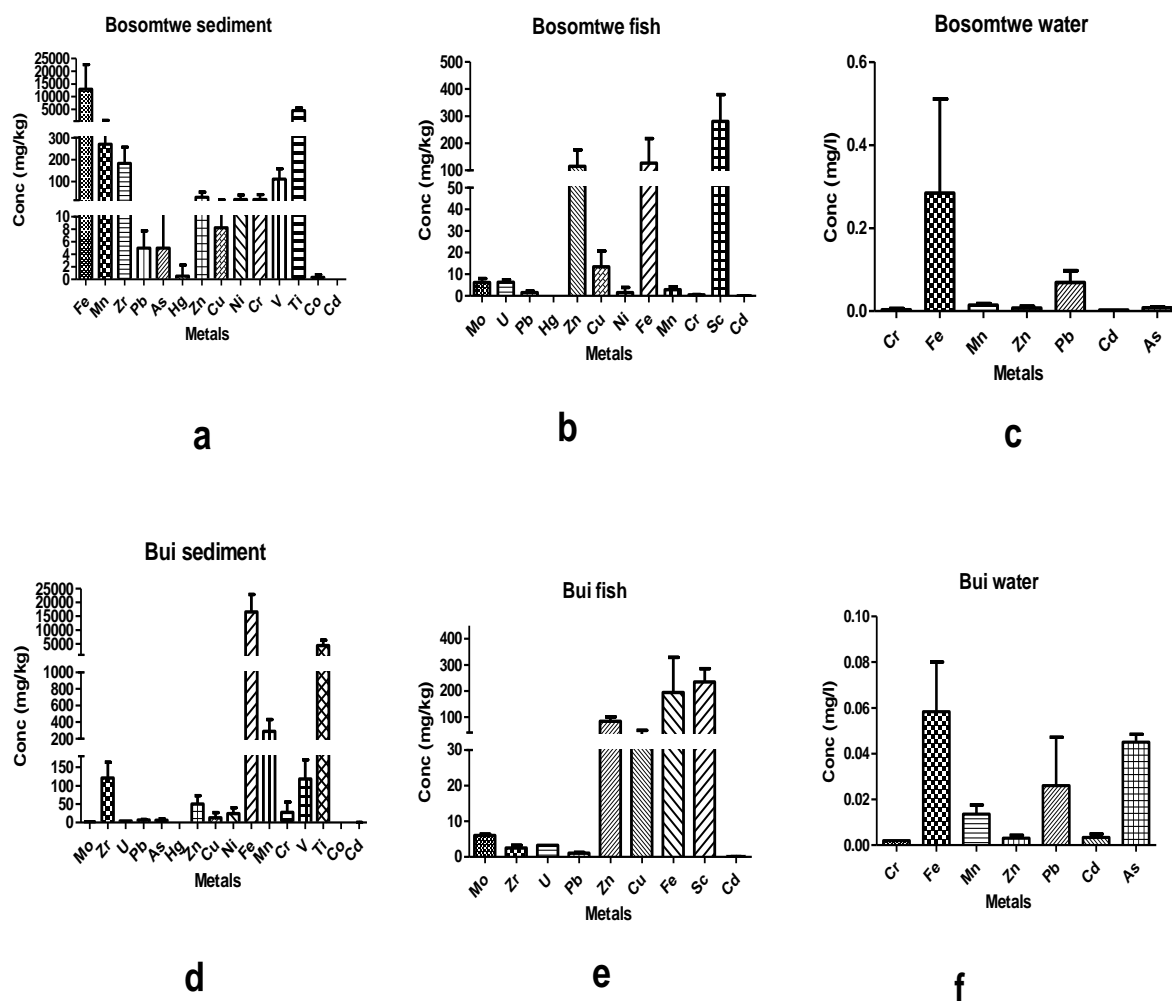 Bosomtwe sediment
Conc (mg/kg)
25000
20000
15000
10000
5000
300
200
100
8
6
4
2
0
Fe Mn Zr Pb As Hg Zn Cu Ni Cr V Ti Co Cd
Metals
a
Bosomtwe fish
Conc (mg/kg)
500
400
300
200
100
50
40
30
20
10
0
Mo U Pb Hg Zn Cu Ni Fe Mn Cr Sc Cd
Metals
b
Bosomtwe water
Conc (mg/l)
0.6
0.4
0.2
0.0
Cr Fe Mn Zn Pb Cd As
Metals
c
Bui sediment
Conc (mg/kg)
25000
20000
15000
10000
5000
1000
800
600
400
200
150
100
50
0
Mo Zr U Pb As Hg Zn Cu Ni Fe Mn Cr V Ti Co Cd
Metals
d
Bui fish
Conc (mg/kg)
400
300
200
100
30
20
10
0
Mo Zr U Pb Zn Cu Fe Sc Cd
Metals
e
Bui water
Conc (mg/l)
0.10
0.08
0.06
0.04
0.02
0.00
Cr Fe Mn Zn Pb Cd As
Metals
f